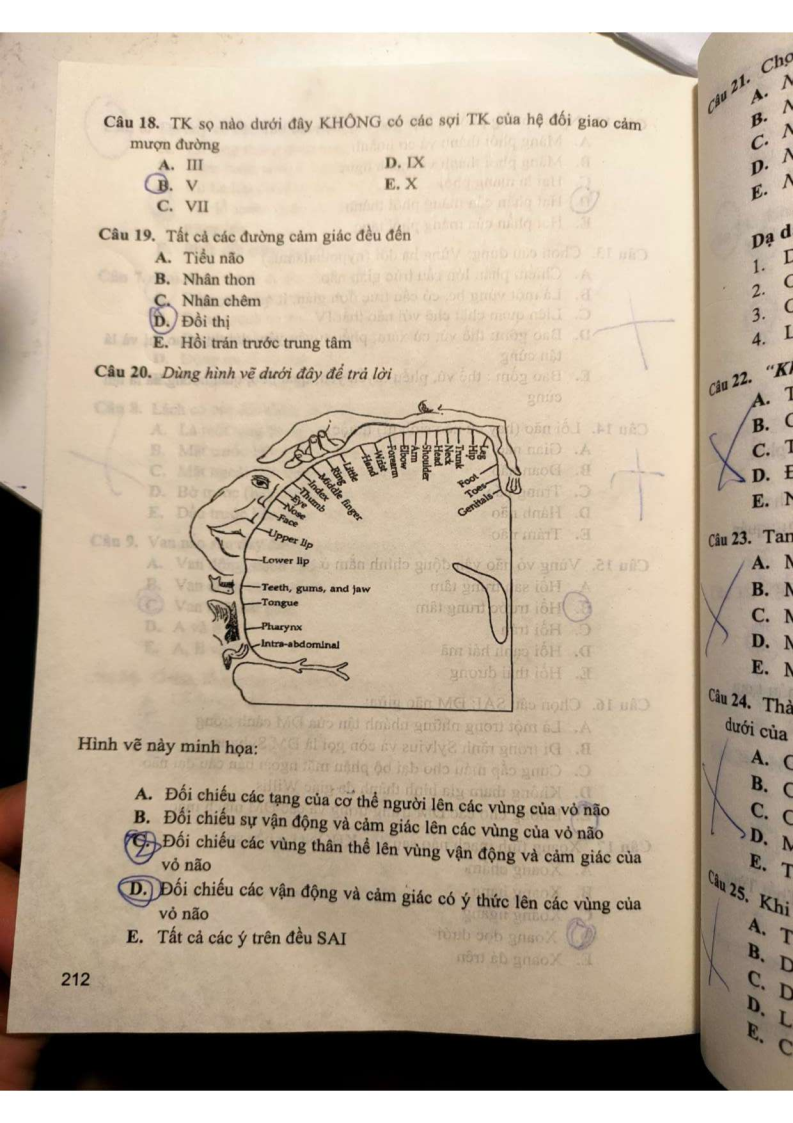 Câu 18. TK sọ nào dưới đây KHÔNG có các sợi TK của hệ đối giao cảm
mượn đường
A. III
D. IX
B. V
E. X
C. VII
Câu 19. Tất cả các đường cảm giác đều đến
A. Tiểu não
B. Nhân thon
C. Nhân chêm
D. Đồi thị
E. Hồi trán trước trung tâm
Câu 20. Dùng hình vẽ dưới đây để trả lời
Leg
Hip
Trunk
Neck
Head
Shoulder
Arm
Elbow
Forearm
Wrist
Hand
Little
Ring
Middle finger
Index
Thumb
Eye
Nose
Face
Upper lip
Lower lip
Teeth, gums, and jaw
Tongue
Pharynx
Intra-abdominal
Foot
Toes
Genitals
Hình vẽ này minh họa:
A. Đối chiếu các tạng của cơ thể người lên các vùng của vỏ não
B. Đối chiếu sự vận động và cảm giác lên các vùng của vỏ não
C. Đối chiếu các vùng thân thể lên vùng vận động và cảm giác của
vỏ não
D. Đối chiếu các vận động và cảm giác có ý thức lên các vùng của
vỏ não
E. Tất cả các ý trên đều SAI
212
Câu 21. Chọ
A. N
B. N
C. N
D. N
E. N
Dạ d
1.
2.
3.
4.
Câu 22. "Kh
A. T
B.
C. T
D.
E.
Câu 23. Tan
A.
B.
C.
D.
E.
Câu 24. Thà
dưới của
A.
B.
C.
D.
E. T
Câu 25. Khi
A. T
B. D
C. D
D. L
E. C